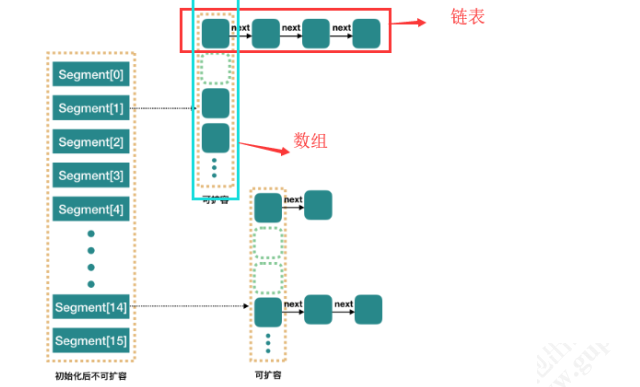 next next next
链表
Segment[0]
Segment[1]
Segment[2]
数组
Segment[3]
可扩容
Segment[4]
next
Segment[14]
next next
Segment[15]
初始化后不可扩容
可扩容